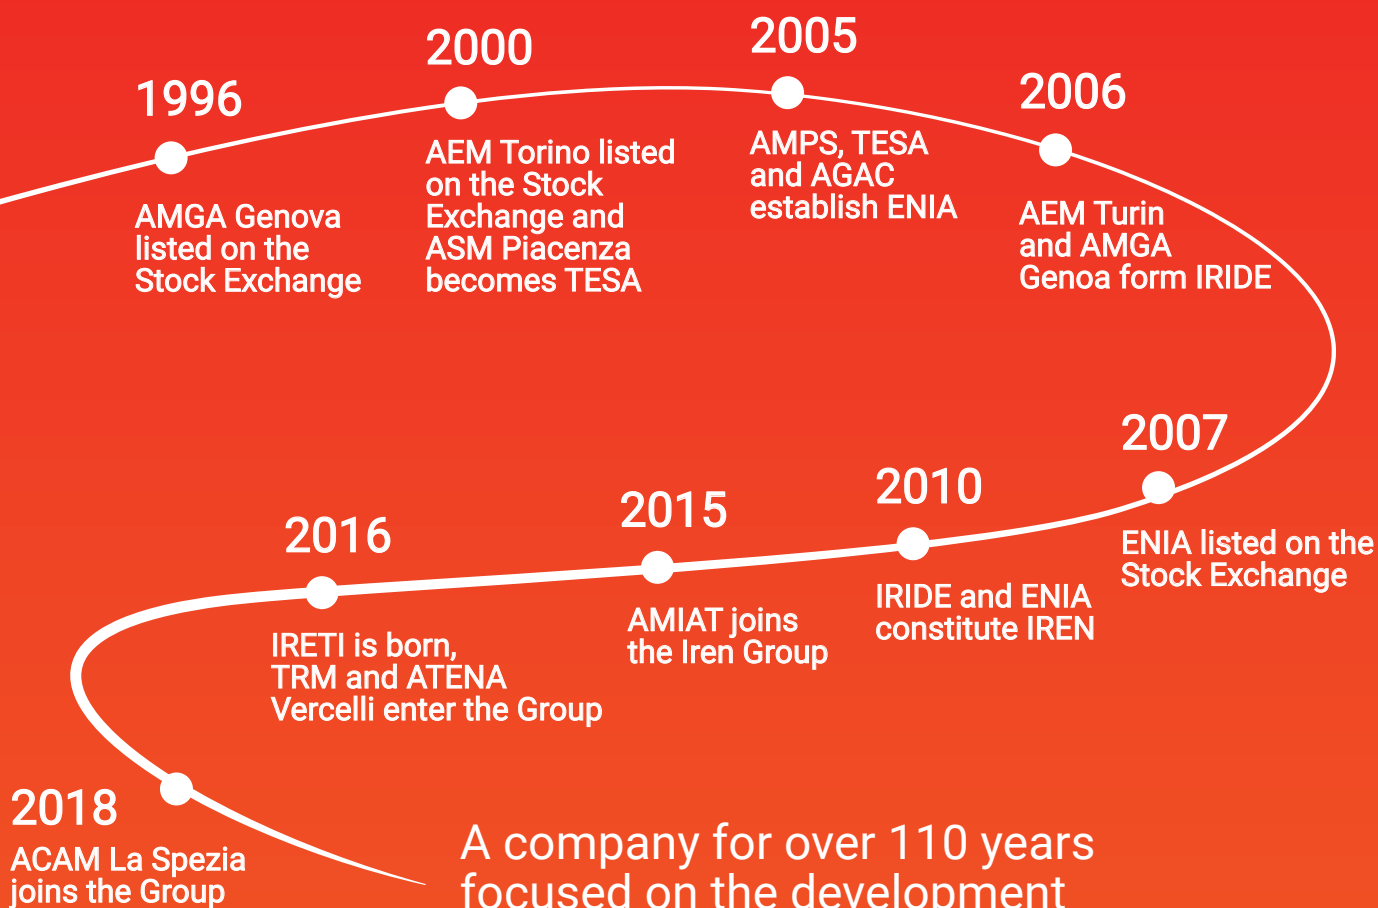 1996
AMGA Genova
listed on the
Stock Exchange
2000
AEM Torino listed
on the Stock
Exchange and
ASM Piacenza
becomes TESA
2005
AMPS, TESA
and AGAC
establish ENIA
2006
AEM Turin
and AMGA
Genoa form IRIDE
2007
ENIA listed on the
Stock Exchange
2010
IRIDE and ENIA
constitute IREN
2015
AMIAT joins
the Iren Group
2016
IRETI is born,
TRM and ATENA
Vercelli enter the Group
2018
ACAM La Spezia
joins the Group
A company for over 110 years
focused on the development